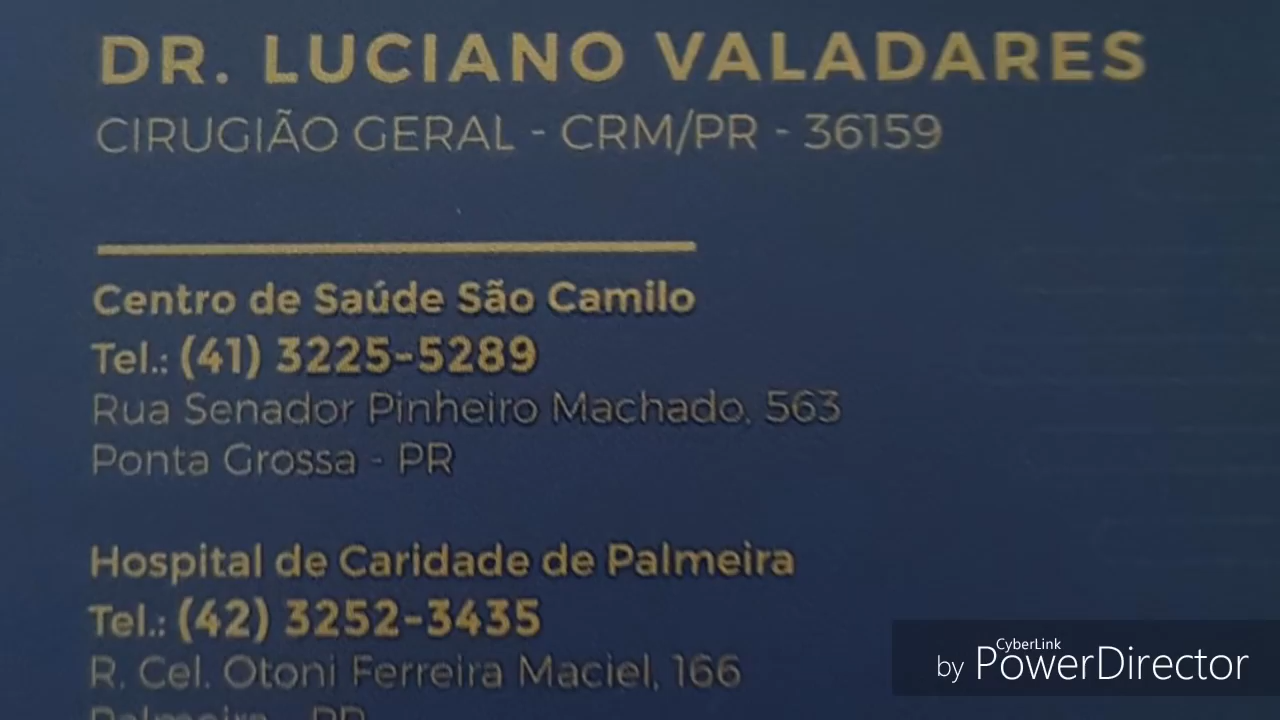 DR. LUCIANO VALADARES
CIRUGIÃO GERAL - CRM/PR - 36159
Centro de Saúde São Camilo
Tel.: (41) 3225-5289
Rua Senador Pinheiro Machado, 563
Ponta Grossa - PR
Hospital de Caridade de Palmeira
Tel.: (42) 3252-3435
R. Cel. Otoni Ferreira Maciel, 166
Palmeira - PR
CyberLink
by PowerDirector